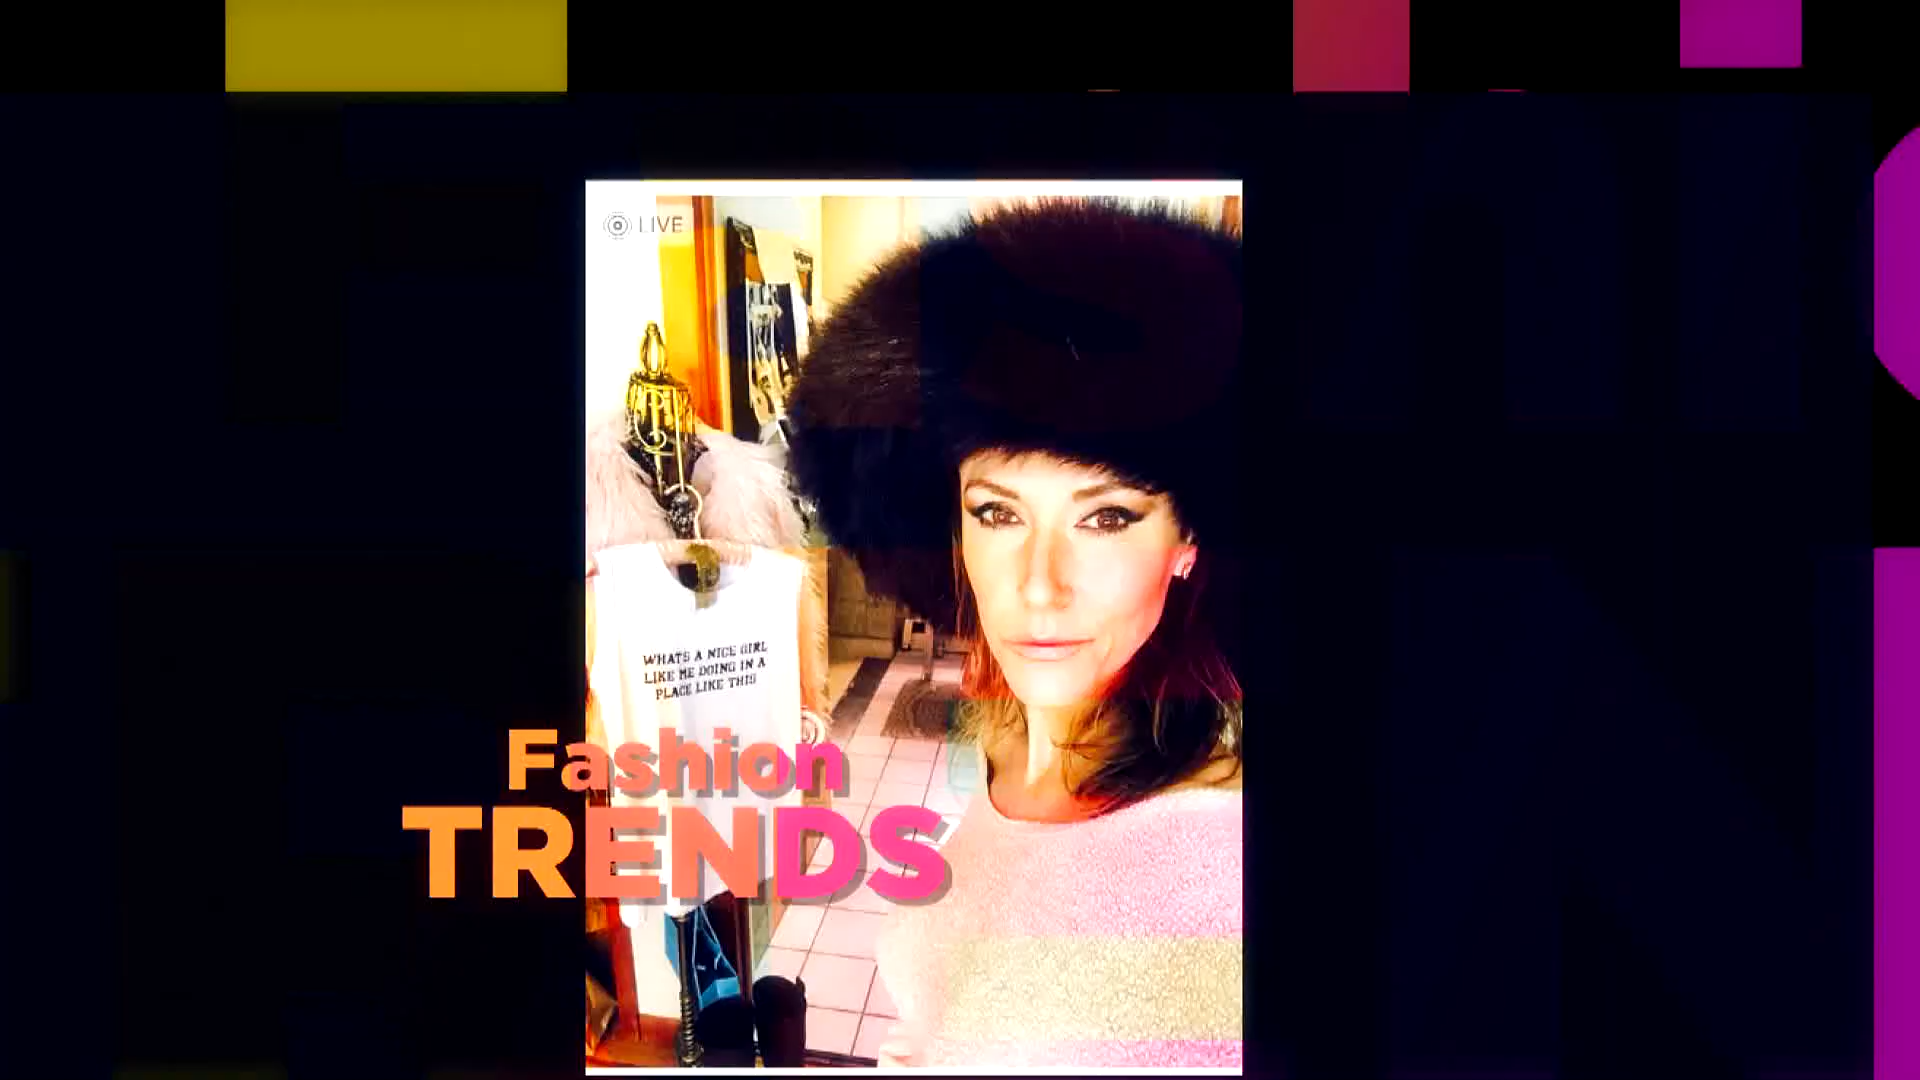 LIVE
WHATS A NICE GIRL
LIKE ME DOING IN A
PLACE LIKE THIS
Fashion
TRENDS